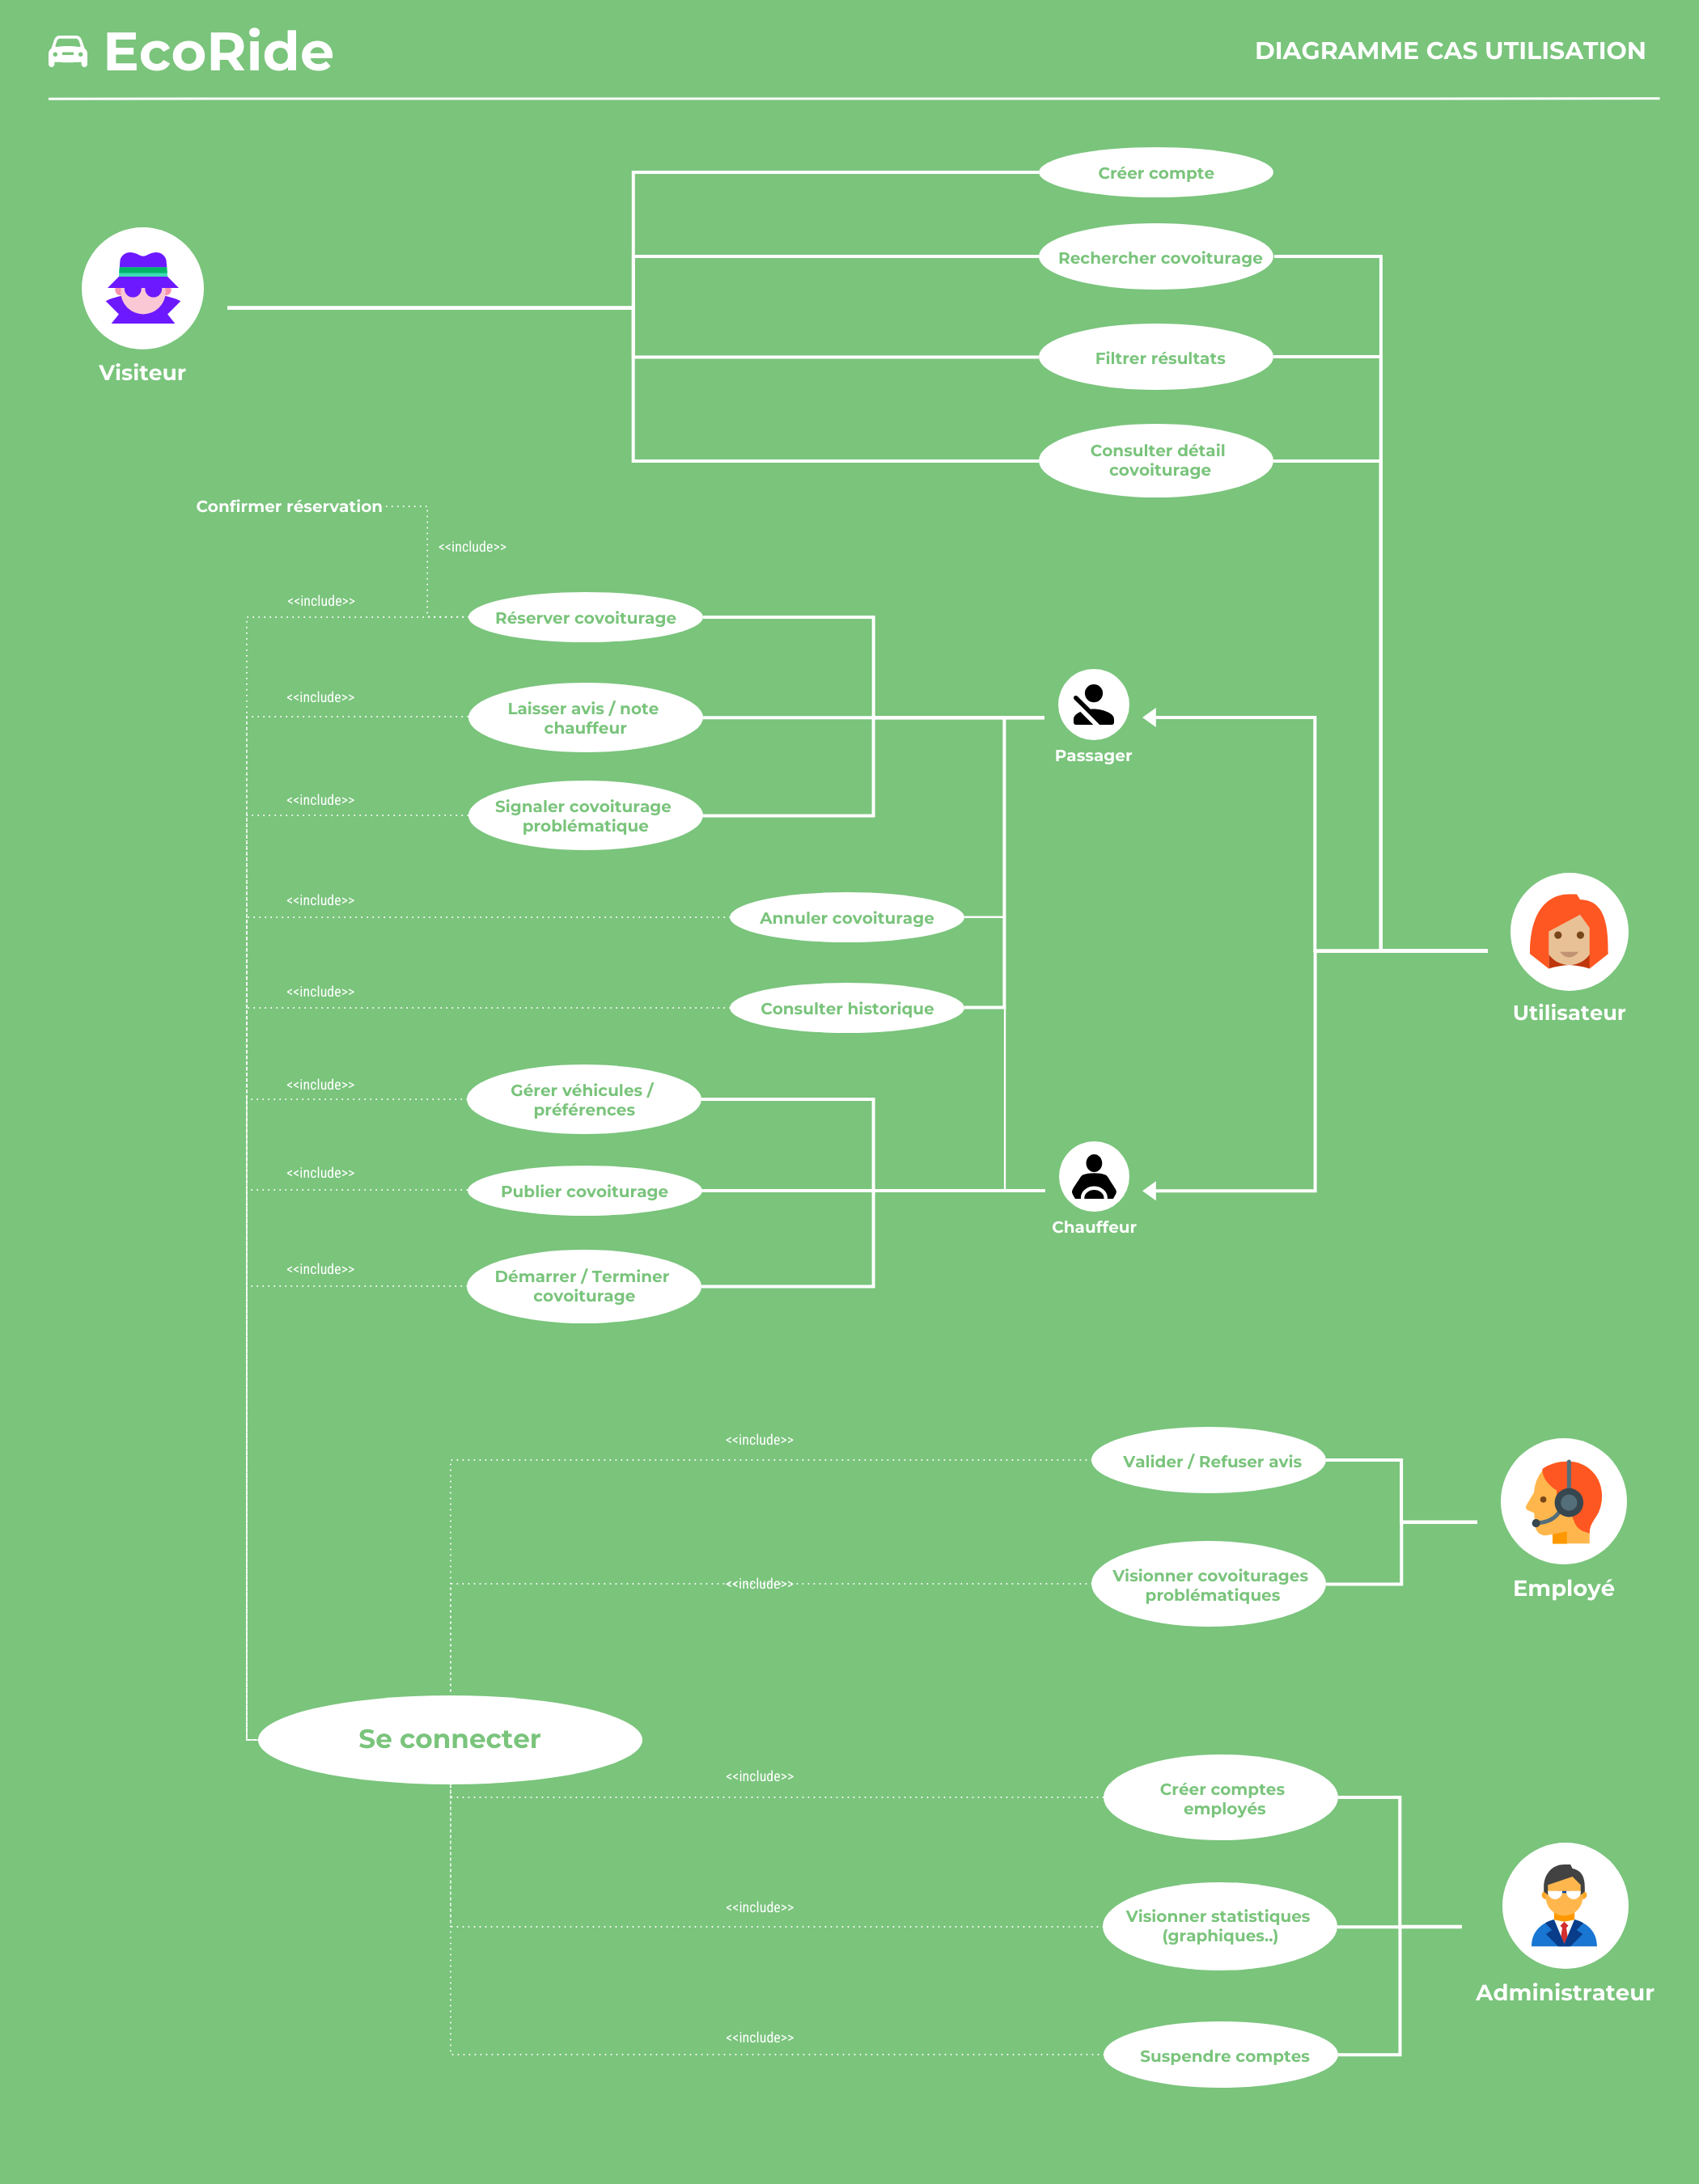 EcoRide
DIAGRAMME CAS UTILISATION
Créer compte
Rechercher covoiturage
Visiteur
Filtrer résultats
Consulter détail
covoiturage
Confirmer réservation
<<include>>
<<include>>
Réserver covoiturage
<<include>>
Laisser avis / note
chauffeur
Passager
<<include>>
Signaler covoiturage
problématique
<<include>>
Annuler covoiturage
<<include>>
Consulter historique
Utilisateur
<<include>>
Gérer véhicules /
préférences
<<include>>
Publier covoiturage
Chauffeur
<<include>>
Démarrer / Terminer
covoiturage
<<include>>
Valider / Refuser avis
<<include>>
Visionner covoiturages
problématiques
Employé
Se connecter
<<include>>
Créer comptes
employés
<<include>>
Visionner statistiques
(graphiques..)
Administrateur
<<include>>
Suspendre comptes